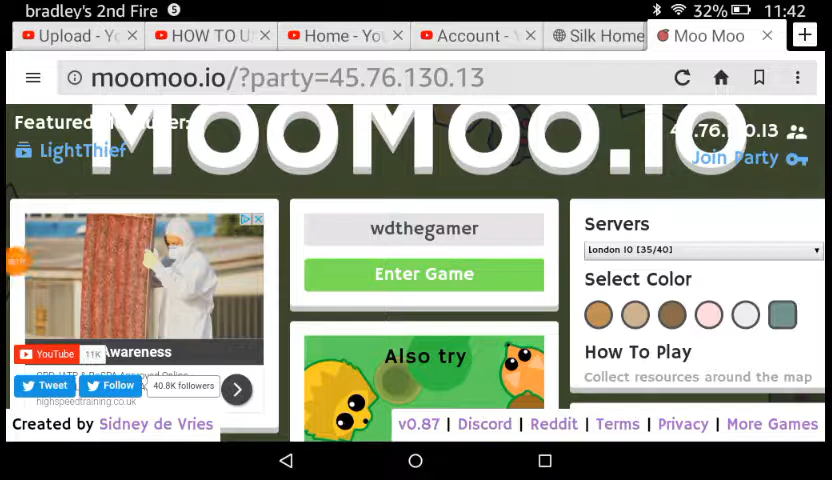 bradley's 2nd Fire 5
32% 11:42
Upload - Yo
HOW TO U
Home - You
Account - Y
Silk Home
Moo Moo
moomoo.io/?party=45.76.130.13
MOOMOO.IO
Featured
LightThief
Join Party
Awareness
highspeedtraining.co.uk
YouTube 11K
Tweet
Follow
40.8K followers
wdthegamer
Enter Game
Also try
Servers
London 10 [35/40]
Select Color
How To Play
Collect resources around the map
Created by Sidney de Vries
v0.87 | Discord | Reddit | Terms | Privacy | More Games